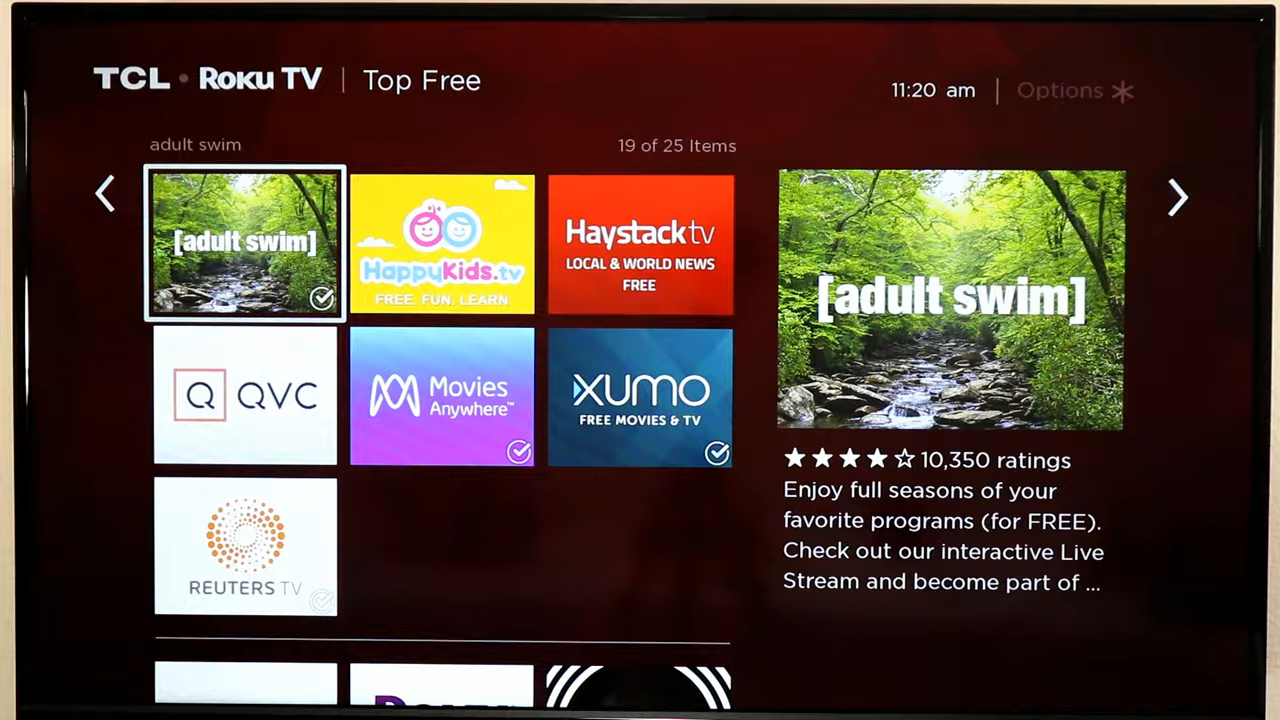 TCL • Roku TV | Top Free
11:20 am | Options
adult swim
19 of 25 Items
[adult swim]
HappyKids.tv
FREE. FUN. LEARN
Haystack tv
LOCAL & WORLD NEWS
FREE
Q QVC
Movies
Anywhere™
XUMO
FREE MOVIES & TV
REUTERS TV
[adult swim]
10,350 ratings
Enjoy full seasons of your
favorite programs (for FREE).
Check out our interactive Live
Stream and become part of ...